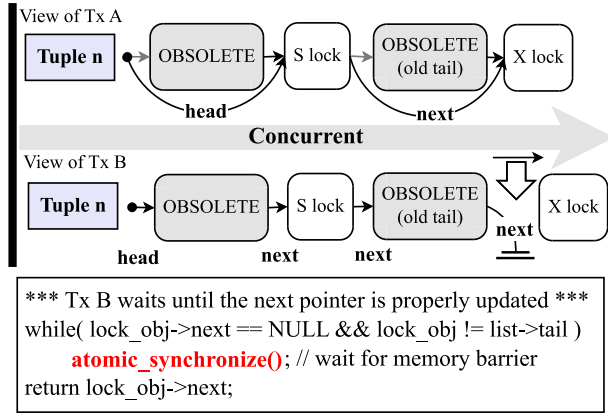 View of Tx A
Tuple n
OBSOLETE
S lock
OBSOLETE
(old tail)
X lock
head
next
Concurrent
View of Tx B
Tuple n
OBSOLETE
S lock
OBSOLETE
(old tail)
X lock
next
head
next
next
*** Tx B waits until the next pointer is properly updated ***
while( lock_obj->next == NULL && lock_obj != list->tail )
atomic_synchronize(); // wait for memory barrier
return lock_obj->next;